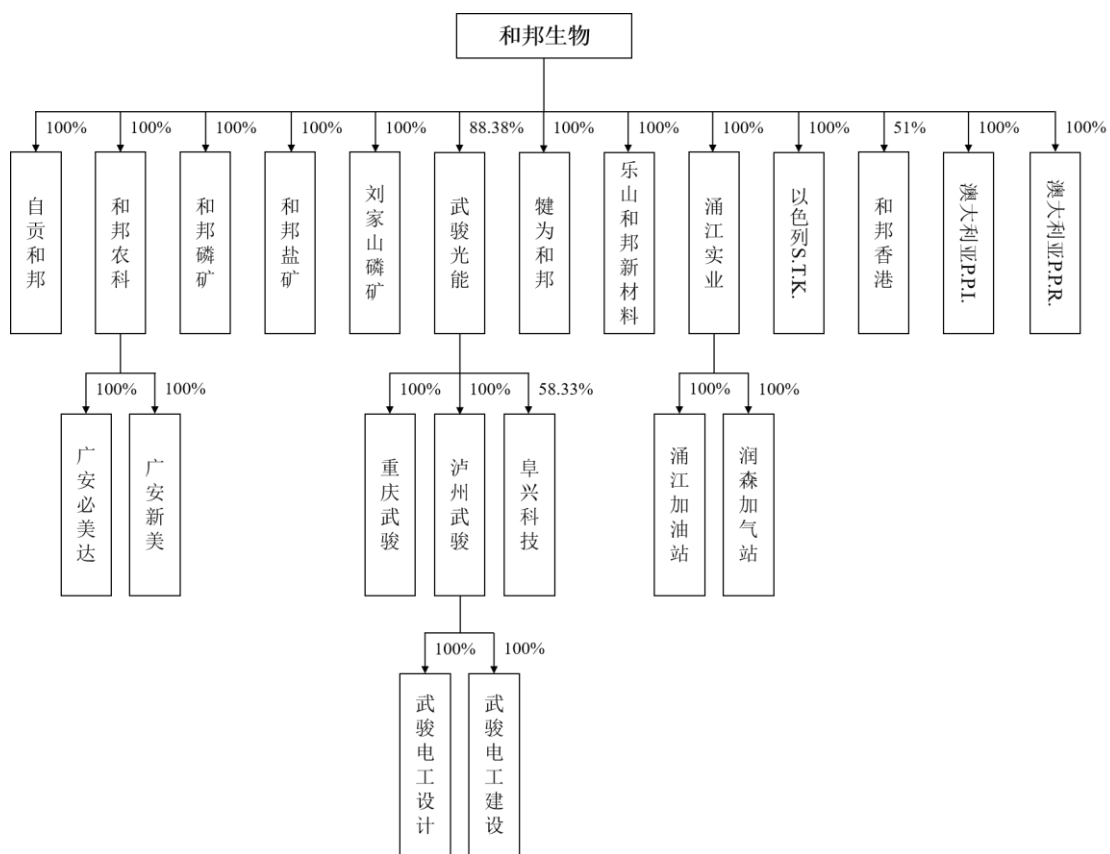 和邦生物
100%
100%
100%
100%
100%
88.38%
100%
100%
100%
100%
51%
100%
100%
自贡和邦
和邦农科
和邦磷矿
和邦盐矿
刘家山磷矿
武骏光能
犍为和邦
乐山和邦新材料
涌江实业
以色列S.T.K.
和邦香港
澳大利亚P.P.I.
澳大利亚P.P.R.
100%
100%
100%
100%
58.33%
100%
100%
广安必美达
广安新美
重庆武骏
泸州武骏
阜兴科技
涌江加油站
润森加气站
100%
100%
武骏电工设计
武骏电工建设